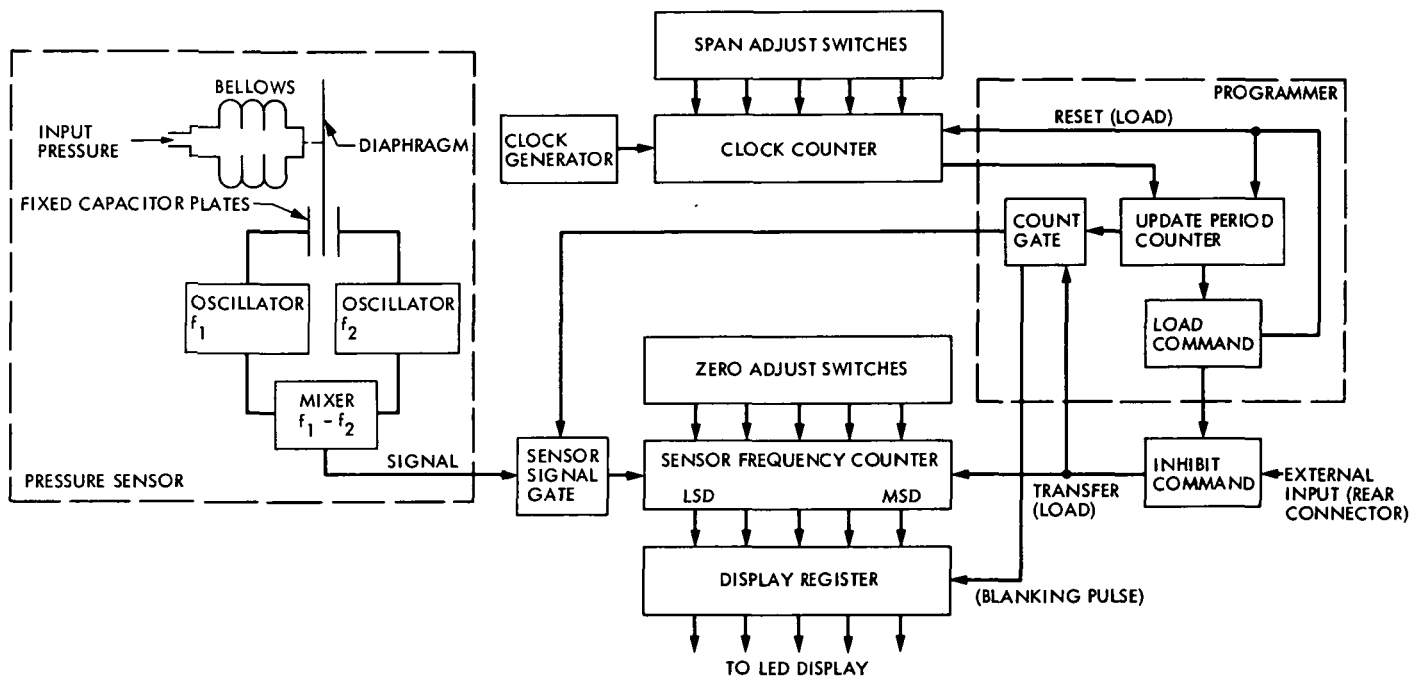 SPAN ADJUST SWITCHES
PROGRAMMER
BELLOWS
INPUT
PRESSURE
DIAPHRAGM
CLOCK
GENERATOR
CLOCK COUNTER
RESET (LOAD)
FIXED CAPACITOR PLATES
COUNT
GATE
UPDATE PERIOD
COUNTER
OSCILLATOR
f1
OSCILLATOR
f2
LOAD
COMMAND
ZERO ADJUST SWITCHES
MIXER
f1 - f2
SIGNAL
PRESSURE SENSOR
SENSOR
SIGNAL
GATE
SENSOR FREQUENCY COUNTER
LSD
MSD
TRANSFER
(LOAD)
INHIBIT
COMMAND
EXTERNAL
INPUT (REAR
CONNECTOR)
DISPLAY REGISTER
(BLANKING PULSE)
TO LED DISPLAY